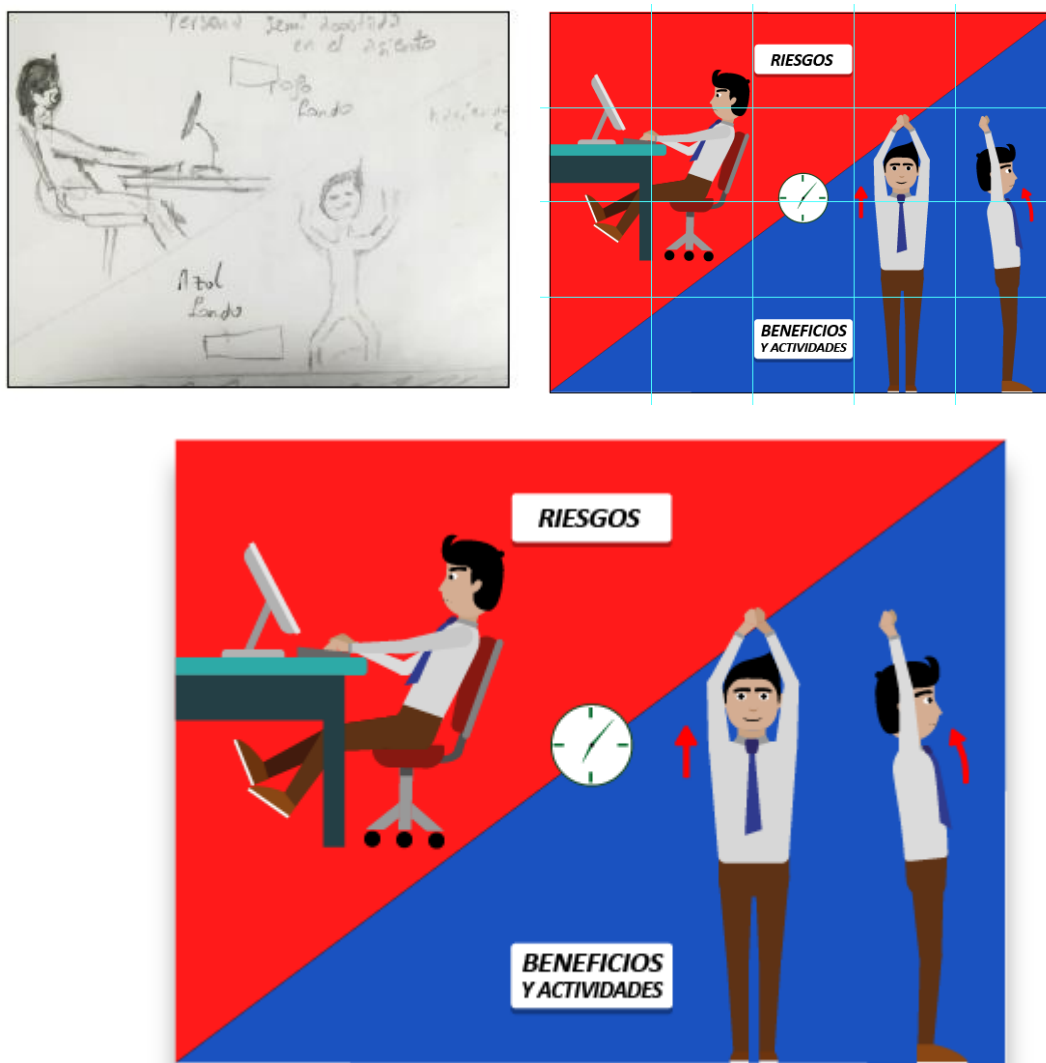 Persona semi acostada
en el asiento
Rojo
fondo
Azul
fondo
RIESGOS
BENEFICIOS
Y ACTIVIDADES
RIESGOS
BENEFICIOS
Y ACTIVIDADES